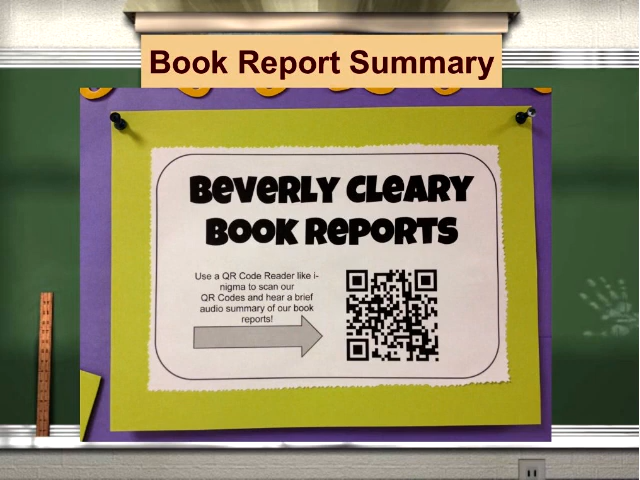 Book Report Summary
BEVERLY CLEARY
BOOK REPORTS
Use a QR Code Reader like i-
nigma to scan our
QR Codes and hear a brief
audio summary of our book
reports!